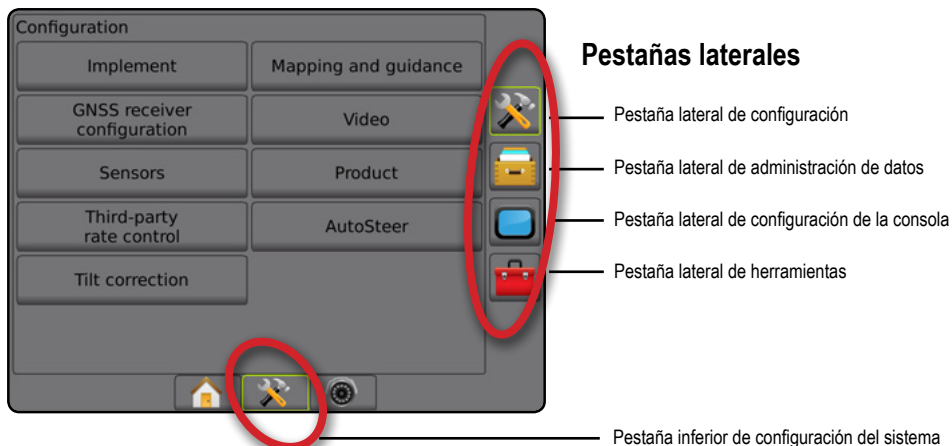 Configuration
Implement
Mapping and guidance
GNSS receiver
configuration
Video
Sensors
Product
Third-party
rate control
AutoSteer
Tilt correction
Pestañas laterales
Pestaña lateral de configuración
Pestaña lateral de administración de datos
Pestaña lateral de configuración de la consola
Pestaña lateral de herramientas
Pestaña inferior de configuración del sistema